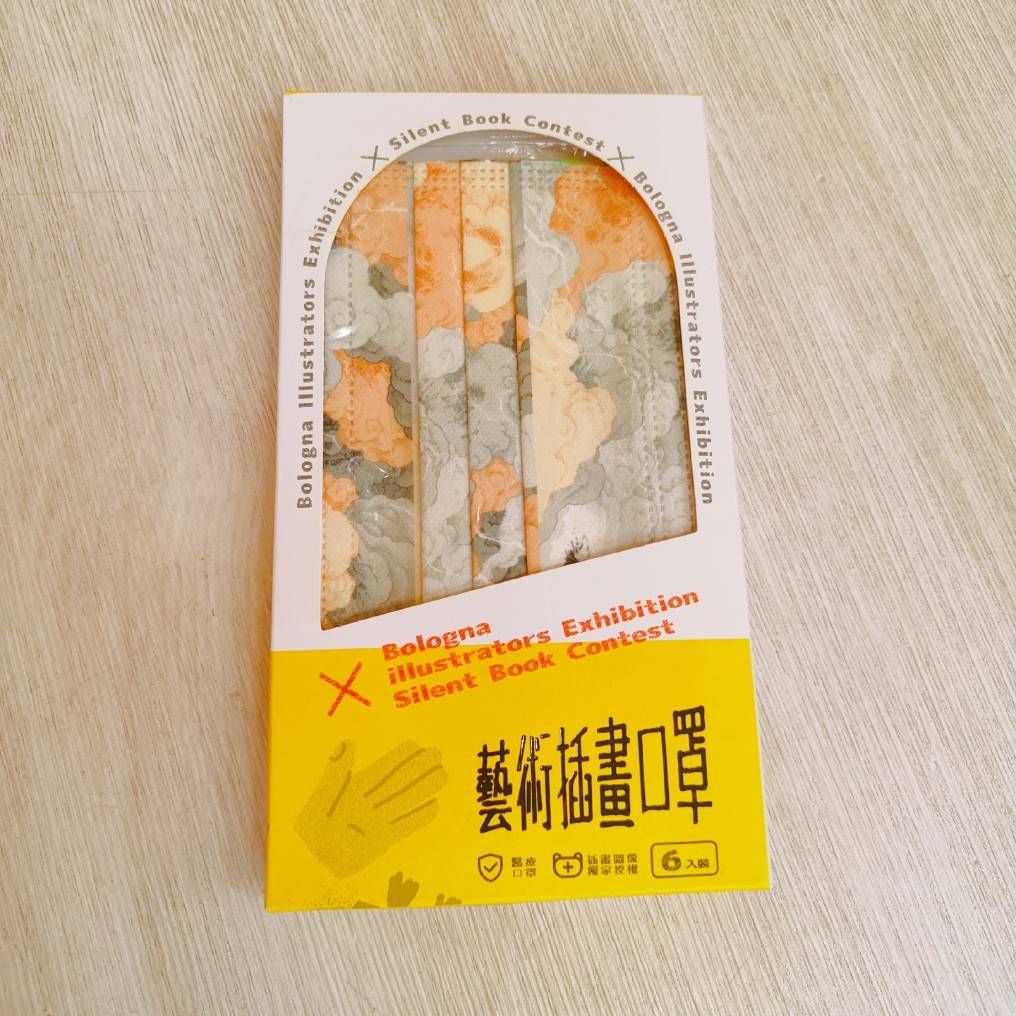 Bologna Illustrators Exhibition × Silent Book Contest × Bologna Illustrators Exhibition
Bologna
illustrators Exhibition
× Silent Book Contest
藝術插畫口罩
醫療
口罩
插畫圖像
獨家授權
6入裝